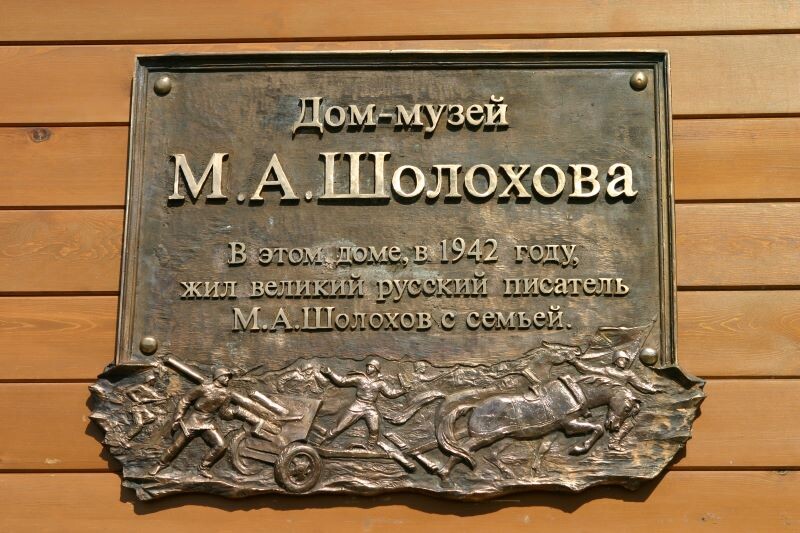 Дом-музей
М.А.Шолохова
В этом доме, в 1942 году,
жил великий русский писатель
М.А.Шолохов с семьей.